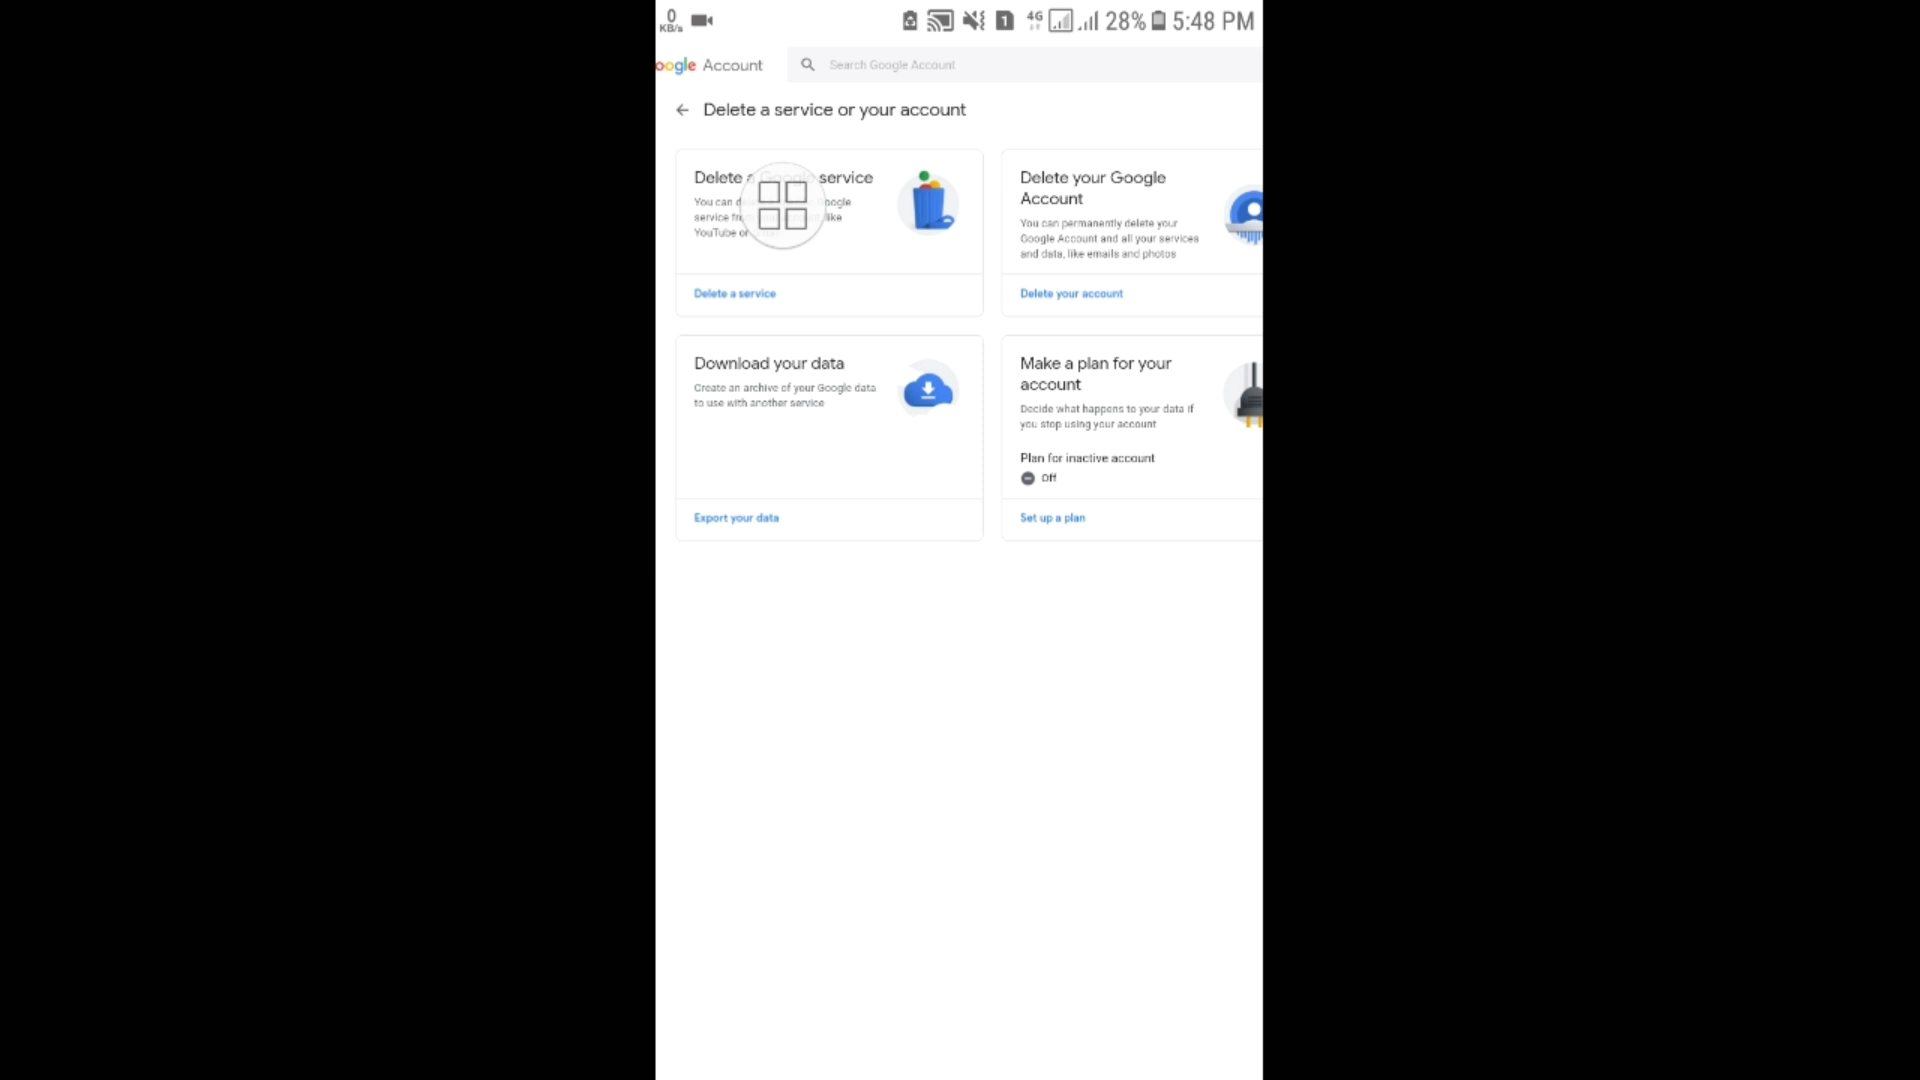 0
KB/s
1
4G
28%
5:48 PM
oogle Account
Search Google Account
Delete a service or your account
Delete a Google service
You can oogle
service fr like
YouTube or
Delete a service
Delete your Google
Account
You can permanently delete your
Google Account and all your services
and data, like emails and photos
Delete your account
Download your data
Create an archive of your Google data
to use with another service
Export your data
Make a plan for your
account
Decide what happens to your data if
you stop using your account
Plan for inactive account
Off
Set up a plan